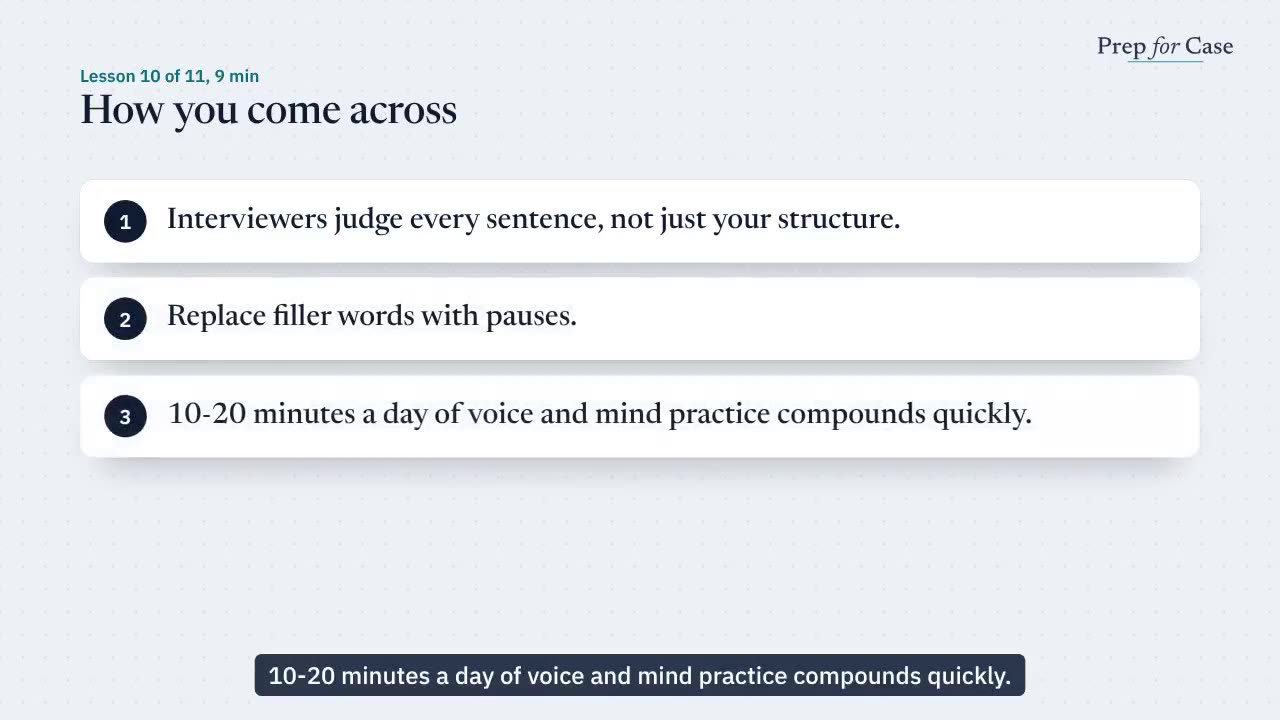 Prep for Case
Lesson 10 of 11, 9 min
How you come across
1 Interviewers judge every sentence, not just your structure.
2 Replace filler words with pauses.
3 10-20 minutes a day of voice and mind practice compounds quickly.
10-20 minutes a day of voice and mind practice compounds quickly.